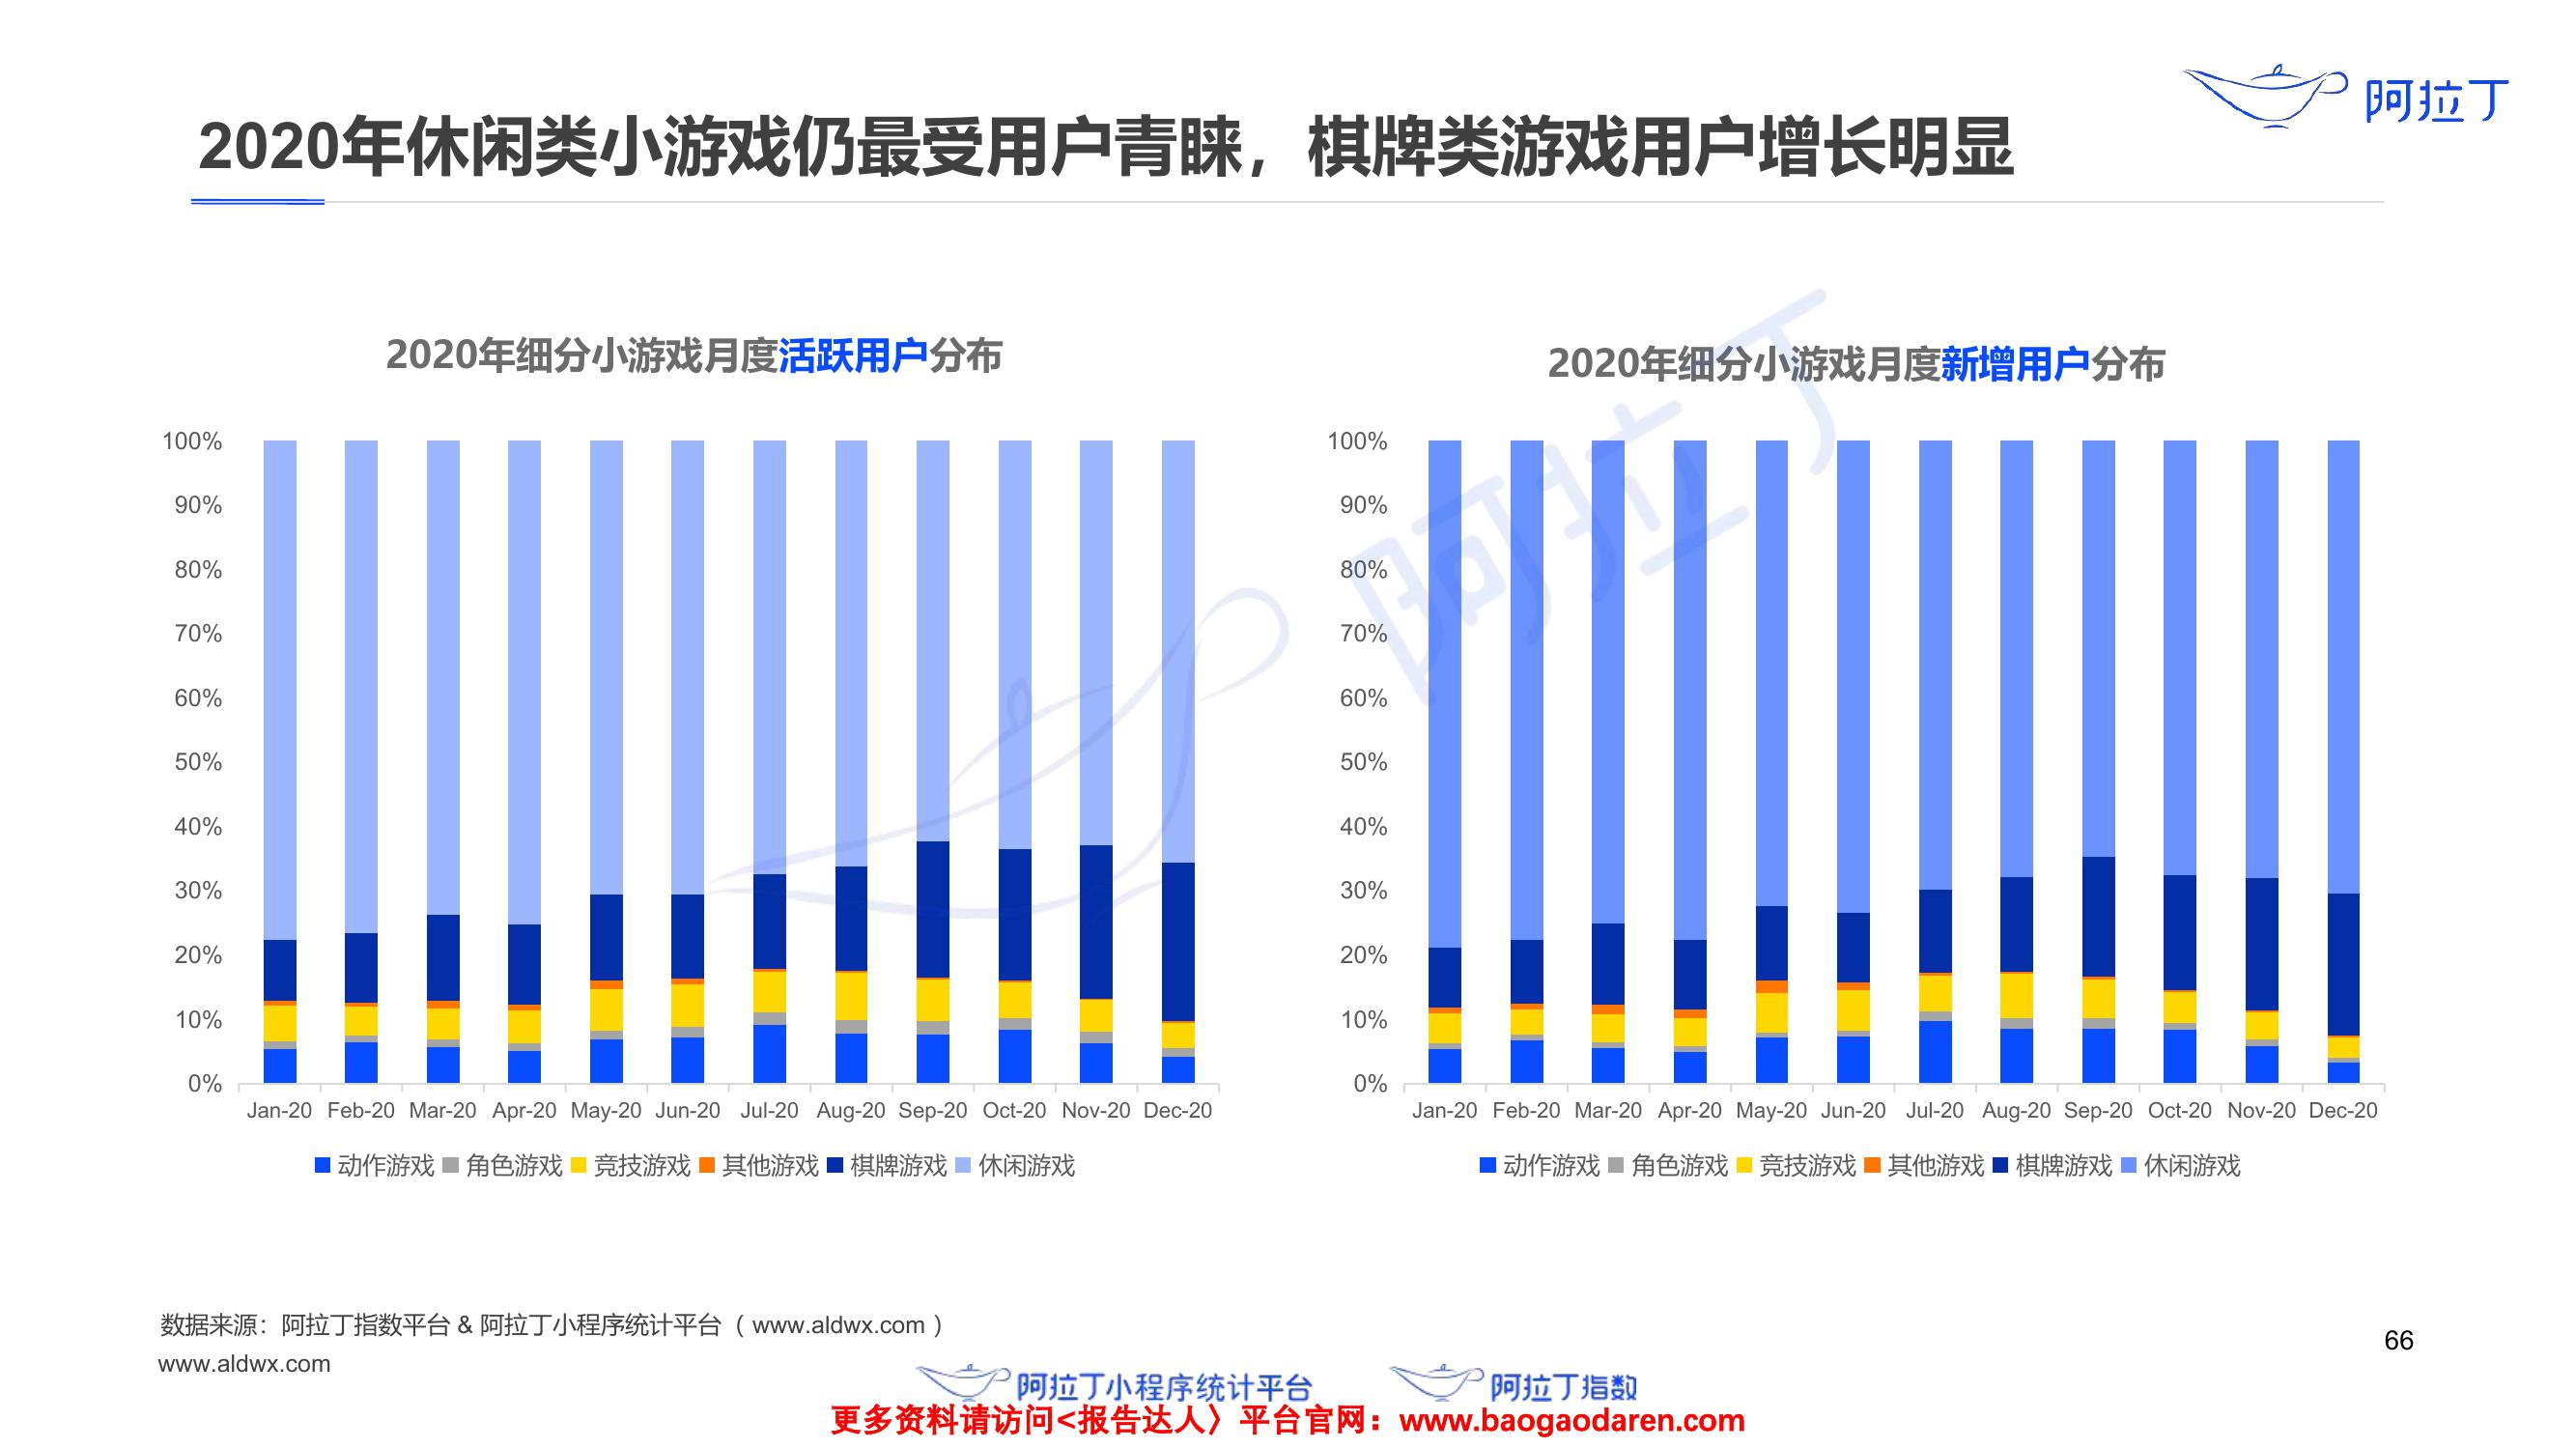 阿拉丁
2020年休闲类小游戏仍最受用户青睐，棋牌类游戏用户增长明显
2020年细分小游戏月度活跃用户分布
100%
90%
80%
70%
60%
50%
40%
30%
20%
10%
0%
Jan-20 Feb-20 Mar-20 Apr-20 May-20 Jun-20 Jul-20 Aug-20 Sep-20 Oct-20 Nov-20 Dec-20
动作游戏 角色游戏 竞技游戏 其他游戏 棋牌游戏 休闲游戏
2020年细分小游戏月度新增用户分布
100%
90%
80%
70%
60%
50%
40%
30%
20%
10%
0%
Jan-20 Feb-20 Mar-20 Apr-20 May-20 Jun-20 Jul-20 Aug-20 Sep-20 Oct-20 Nov-20 Dec-20
动作游戏 角色游戏 竞技游戏 其他游戏 棋牌游戏 休闲游戏
阿拉丁
数据来源：阿拉丁指数平台 & 阿拉丁小程序统计平台（www.aldwx.com）
www.aldwx.com
66
阿拉丁小程序统计平台 阿拉丁指数
更多资料请访问<报告达人〉平台官网：www.baogaodaren.com